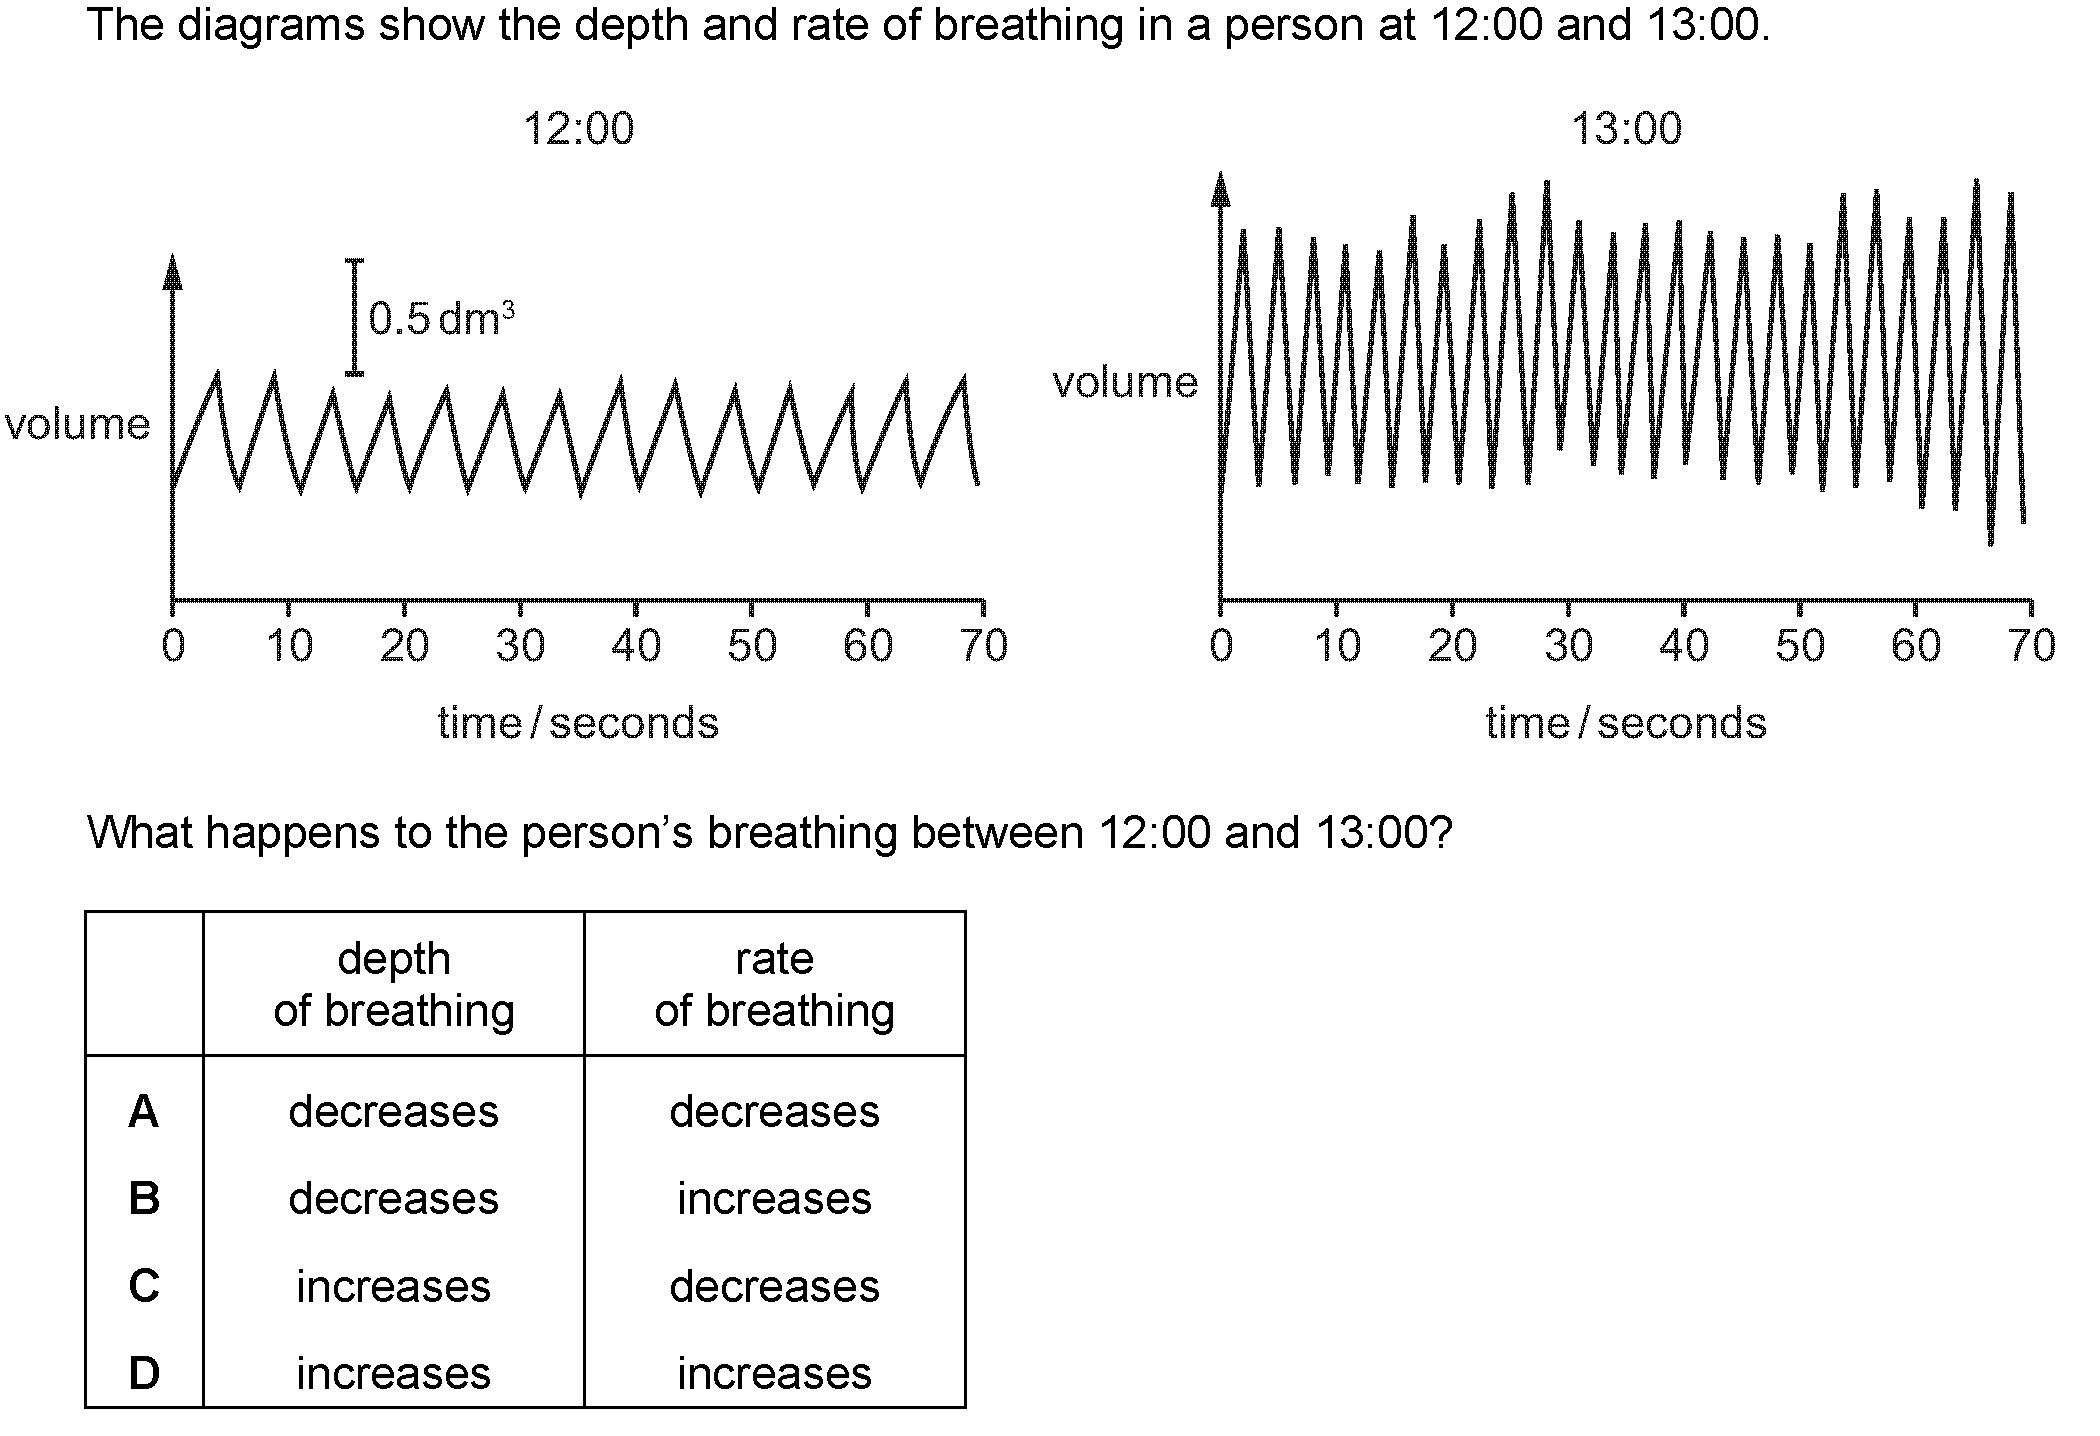 The diagrams show the depth and rate of breathing in a person at 12:00 and 13:00.
12:00
13:00
0.5 dm³
volume
volume
0 10 20 30 40 50 60 70
0 10 20 30 40 50 60 70
time / seconds
time / seconds
What happens to the person’s breathing between 12:00 and 13:00?
depth of breathing rate of breathing
A decreases decreases
B decreases increases
C increases decreases
D increases increases